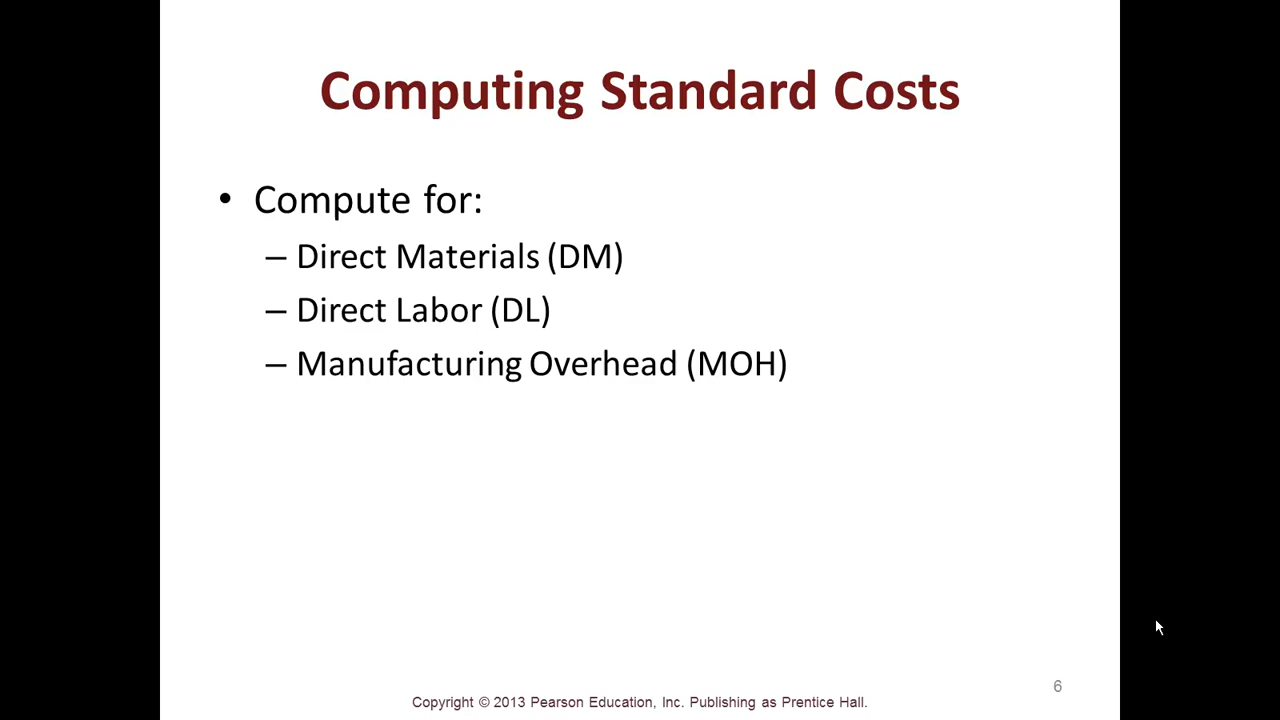 Computing Standard Costs
• Compute for:
– Direct Materials (DM)
– Direct Labor (DL)
– Manufacturing Overhead (MOH)
6
Copyright © 2013 Pearson Education, Inc. Publishing as Prentice Hall.